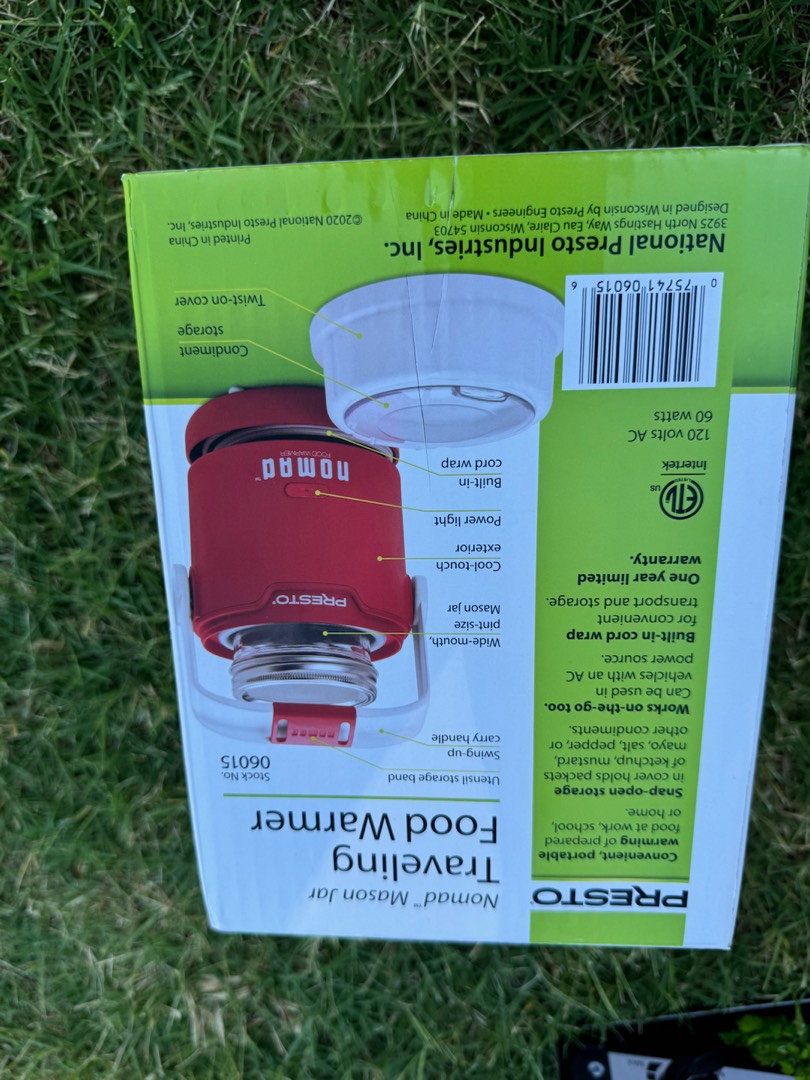 PRESTO
Convenient, portable
warming of prepared
food at work, school,
or home.
Snap-open storage
in cover holds packets
of ketchup, mustard,
mayo, salt, pepper, or
other condiments.
Works on-the-go too.
Can be used in
vehicles with an AC
power source.
Built-in cord wrap
for convenient
transport and storage.
One year limited
warranty.
ETL
US
Intertek
120 volts AC
60 watts
0 75741 06015 6
Nomad™ Mason Jar
Traveling
Food Warmer
Stock No.
06015
Utensil storage band
Swing-up
carry handle
Wide-mouth,
pint-size
Mason jar
PRESTO®
Cool-touch
exterior
Power light
nomad™
FOOD WARMER
Built-in
cord wrap
Condiment
storage
Twist-on cover
National Presto Industries, Inc.
3925 North Hastings Way, Eau Claire, Wisconsin 54703
Designed in Wisconsin by Presto Engineers • Made in China
Printed in China
©2020 National Presto Industries, Inc.